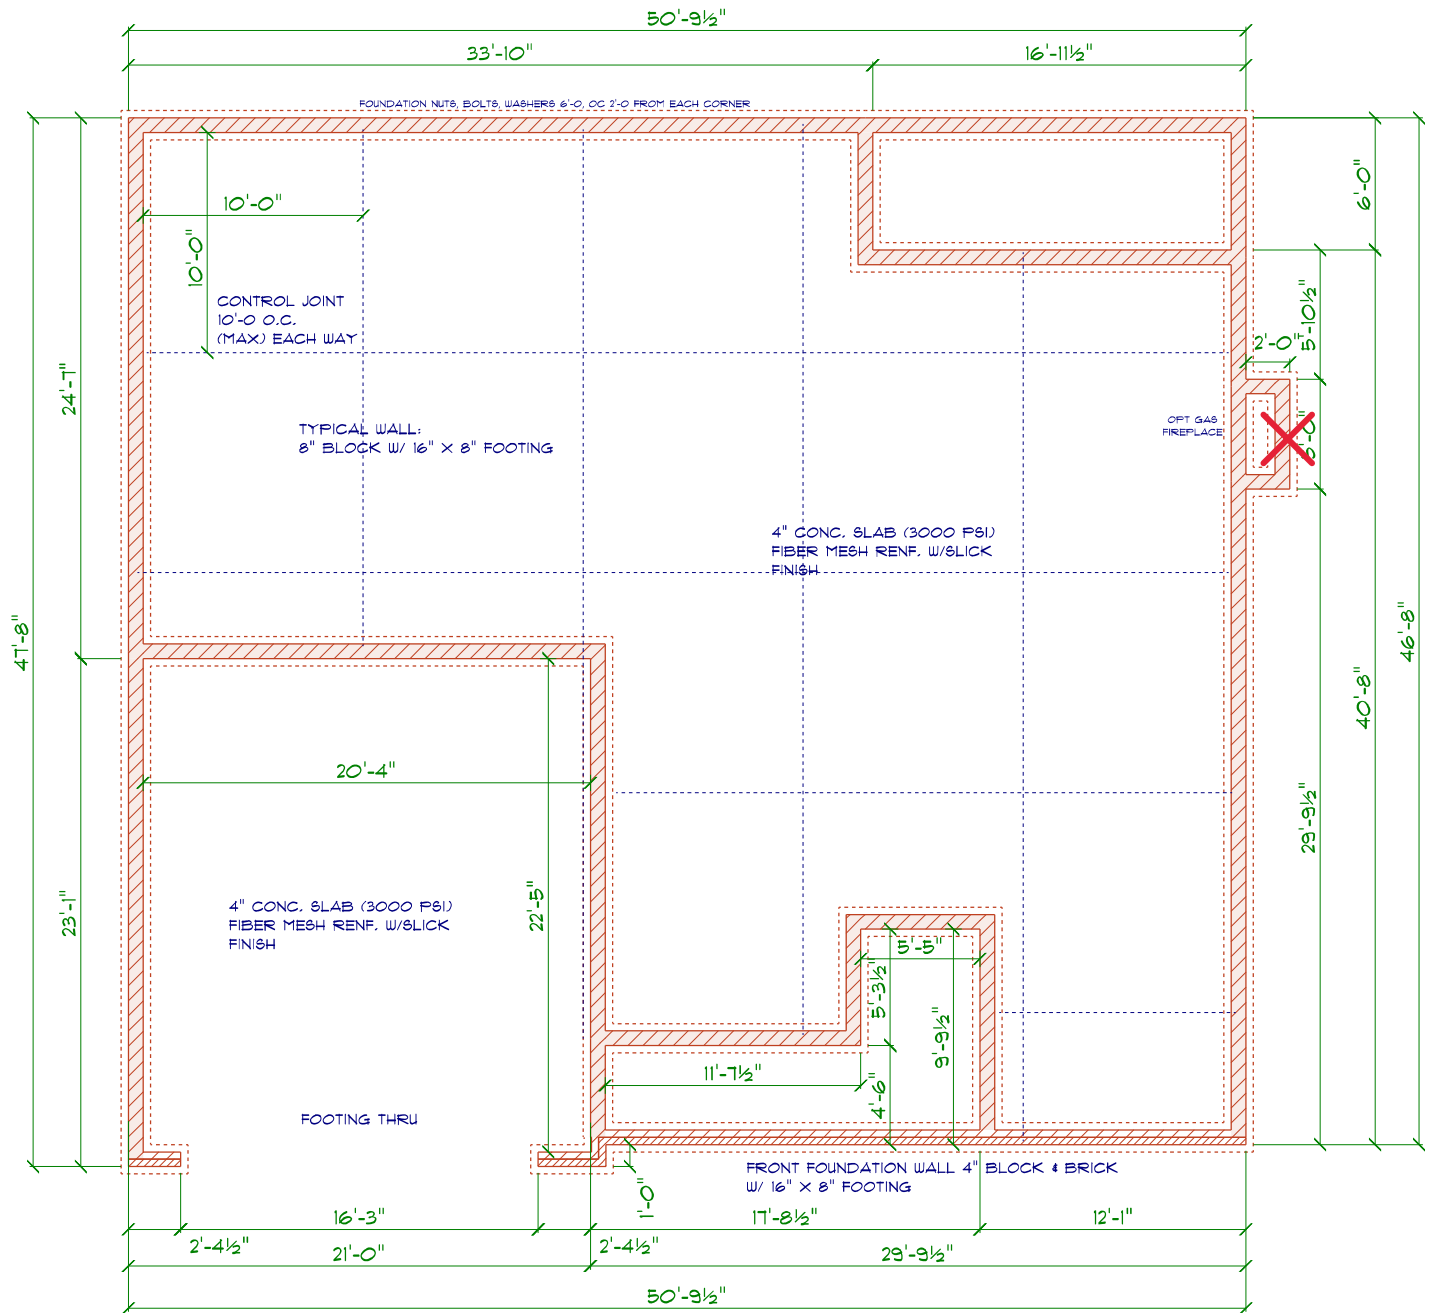 50'-9½"
33'-10"
16'-11½"
FOUNDATION NUTS, BOLTS, WASHERS 6'-0, OC 2'-0 FROM EACH CORNER
6'-0"
10'-0"
10'-0"
CONTROL JOINT
10'-0 O.C.
(MAX) EACH WAY
5'-10½"
2'-0"
24'-7"
TYPICAL WALL:
8" BLOCK W/ 16" X 8" FOOTING
OPT GAS
FIREPLACE
4" CONC. SLAB (3000 PSI)
FIBER MESH RENF. W/SLICK
FINISH
47'-8"
46'-8"
40'-8"
20'-4"
29'-9½"
23'-1"
22'-5"
4" CONC. SLAB (3000 PSI)
FIBER MESH RENF. W/SLICK
FINISH
5'-5"
5'-3½"
9'-9½"
11'-7½"
4'-6"
FOOTING THRU
FRONT FOUNDATION WALL 4" BLOCK & BRICK
W/ 16" X 8" FOOTING
1'-0"
16'-3"
17'-8½"
12'-1"
2'-4½"
21'-0"
2'-4½"
29'-9½"
50'-9½"